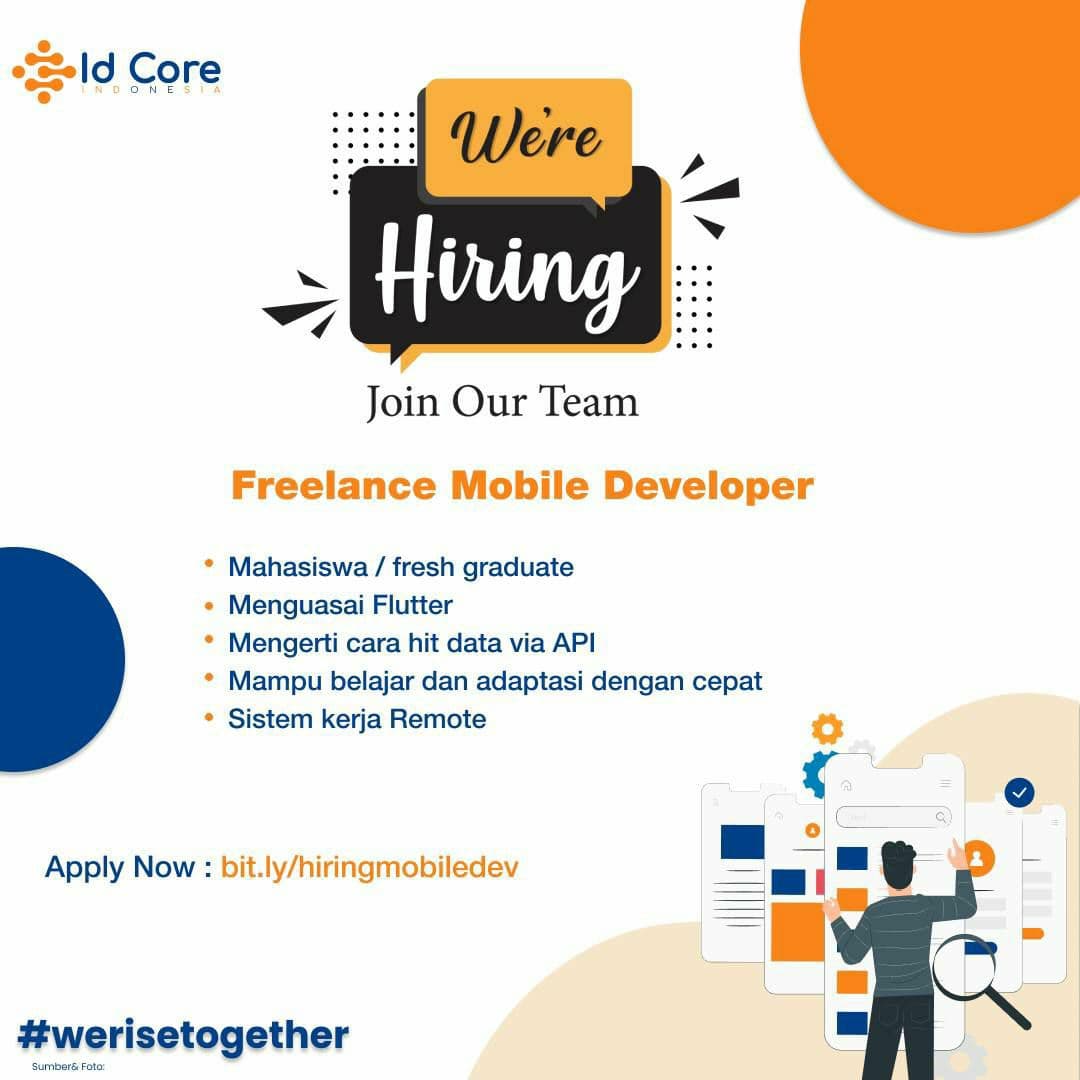 Id Core
INDONESIA
We're
Hiring
Join Our Team
Freelance Mobile Developer
• Mahasiswa / fresh graduate
• Menguasai Flutter
• Mengerti cara hit data via API
• Mampu belajar dan adaptasi dengan cepat
• Sistem kerja Remote
Apply Now : bit.ly/hiringmobiledev
#werisetogether
Sumber& Foto: